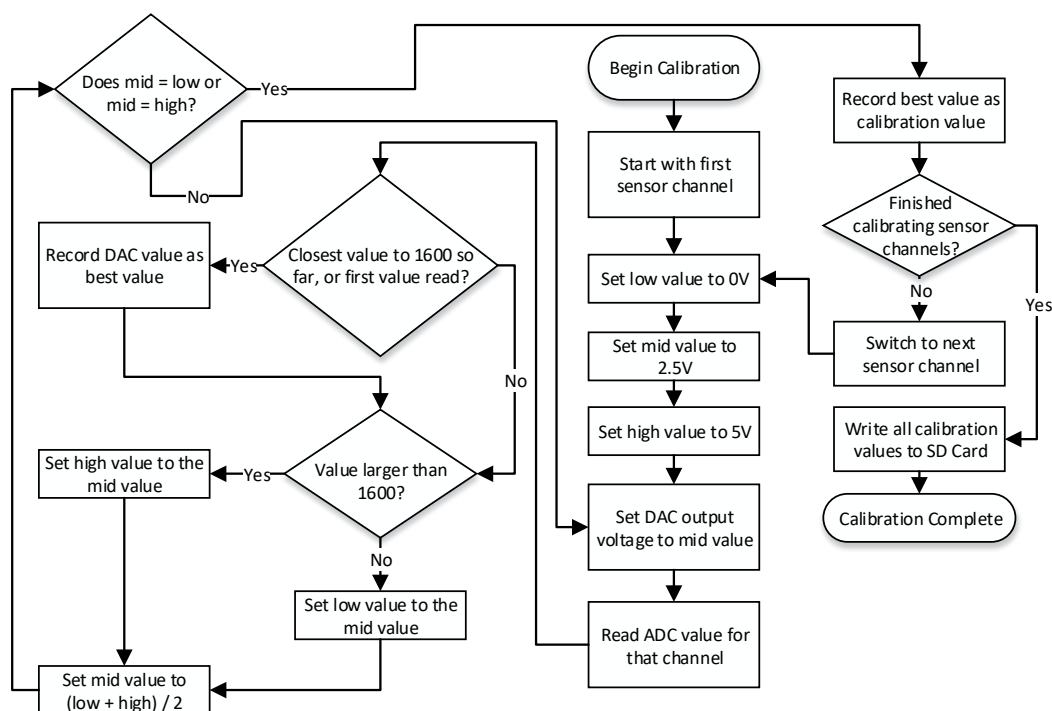 Does mid = low or
mid = high?
Yes
No
Begin Calibration
Start with first
sensor channel
Set low value to 0V
Set mid value to
2.5V
Set high value to 5V
Set DAC output
voltage to mid value
Read ADC value for
that channel
Closest value to 1600 so
far, or first value read?
Yes
No
Record DAC value as
best value
Value larger than
1600?
Yes
No
Set high value to the
mid value
Set low value to the
mid value
Set mid value to
(low + high) / 2
Record best value as
calibration value
Finished
calibrating sensor
channels?
No
Yes
Switch to next
sensor channel
Write all calibration
values to SD Card
Calibration Complete